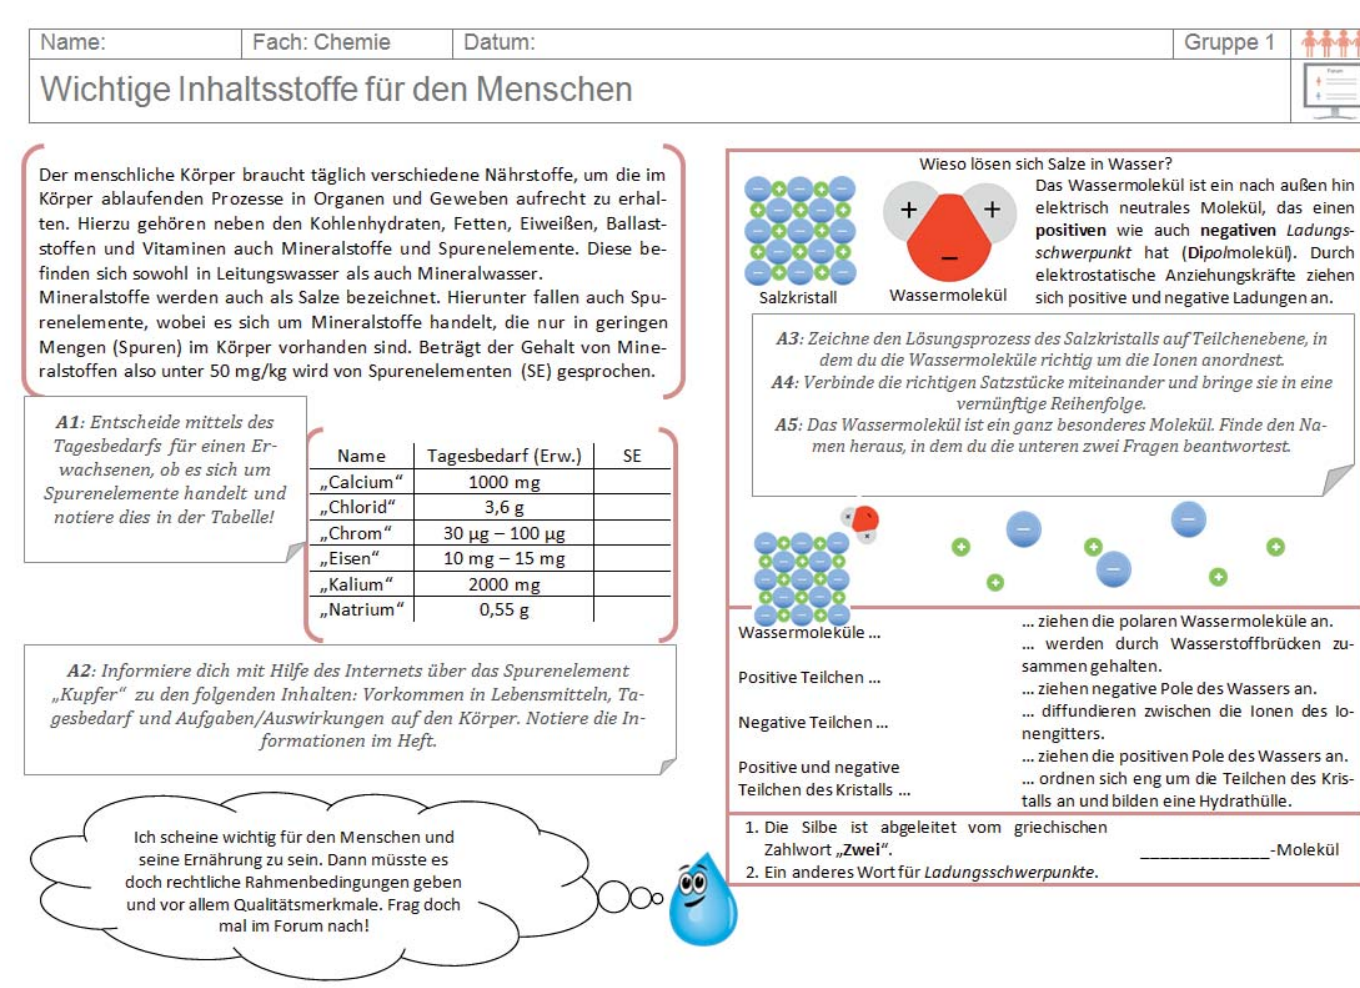 Name:
Fach: Chemie
Datum:
Gruppe 1
Forum
Wichtige Inhaltsstoffe für den Menschen
Der menschliche Körper braucht täglich verschiedene Nährstoffe, um die im
Körper ablaufenden Prozesse in Organen und Geweben aufrecht zu erhal-
ten. Hierzu gehören neben den Kohlenhydraten, Fetten, Eiweißen, Ballast-
stoffen und Vitaminen auch Mineralstoffe und Spurenelemente. Diese be-
finden sich sowohl in Leitungswasser als auch Mineralwasser.
Mineralstoffe werden auch als Salze bezeichnet. Hierunter fallen auch Spu-
renelemente, wobei es sich um Mineralstoffe handelt, die nur in geringen
Mengen (Spuren) im Körper vorhanden sind. Beträgt der Gehalt von Mine-
ralstoffen also unter 50 mg/kg wird von Spurenelementen (SE) gesprochen.
A1: Entscheide mittels des
Tagesbedarfs für einen Er-
wachsenen, ob es sich um
Spurenelemente handelt und
notiere dies in der Tabelle!
Name Tagesbedarf (Erw.) SE
„Calcium“ 1000 mg
„Chlorid“ 3,6 g
„Chrom“ 30 µg – 100 µg
„Eisen“ 10 mg – 15 mg
„Kalium“ 2000 mg
„Natrium“ 0,55 g
A2: Informiere dich mit Hilfe des Internets über das Spurenelement
„Kupfer“ zu den folgenden Inhalten: Vorkommen in Lebensmitteln, Ta-
gesbedarf und Aufgaben/Auswirkungen auf den Körper. Notiere die In-
formationen im Heft.
Ich scheine wichtig für den Menschen und
seine Ernährung zu sein. Dann müsste es
doch rechtliche Rahmenbedingungen geben
und vor allem Qualitätsmerkmale. Frag doch
mal im Forum nach!
Wieso lösen sich Salze in Wasser?
Salzkristall
Wassermolekül
Das Wassermolekül ist ein nach außen hin
elektrisch neutrales Molekül, das einen
positiven wie auch negativen Ladungs-
schwerpunkt hat (Dipolmolekül). Durch
elektrostatische Anziehungskräfte ziehen
sich positive und negative Ladungen an.
A3: Zeichne den Lösungsprozess des Salzkristalls auf Teilchenebene, in
dem du die Wassermoleküle richtig um die Ionen anordnest.
A4: Verbinde die richtigen Satzstücke miteinander und bringe sie in eine
vernünftige Reihenfolge.
A5: Das Wassermolekül ist ein ganz besonderes Molekül. Finde den Na-
men heraus, in dem du die unteren zwei Fragen beantwortest.
Wassermoleküle ...
Positive Teilchen ...
Negative Teilchen ...
Positive und negative
Teilchen des Kristalls ...
... ziehen die polaren Wassermoleküle an.
... werden durch Wasserstoffbrücken zu-
sammen gehalten.
... ziehen negative Pole des Wassers an.
... diffundieren zwischen die Ionen des Io-
nengitters.
... ziehen die positiven Pole des Wassers an.
... ordnen sich eng um die Teilchen des Kris-
talls an und bilden eine Hydrathülle.
1. Die Silbe ist abgeleitet vom griechischen
Zahlwort „Zwei“.
2. Ein anderes Wort für Ladungsschwerpunkte.
_____________-Molekül